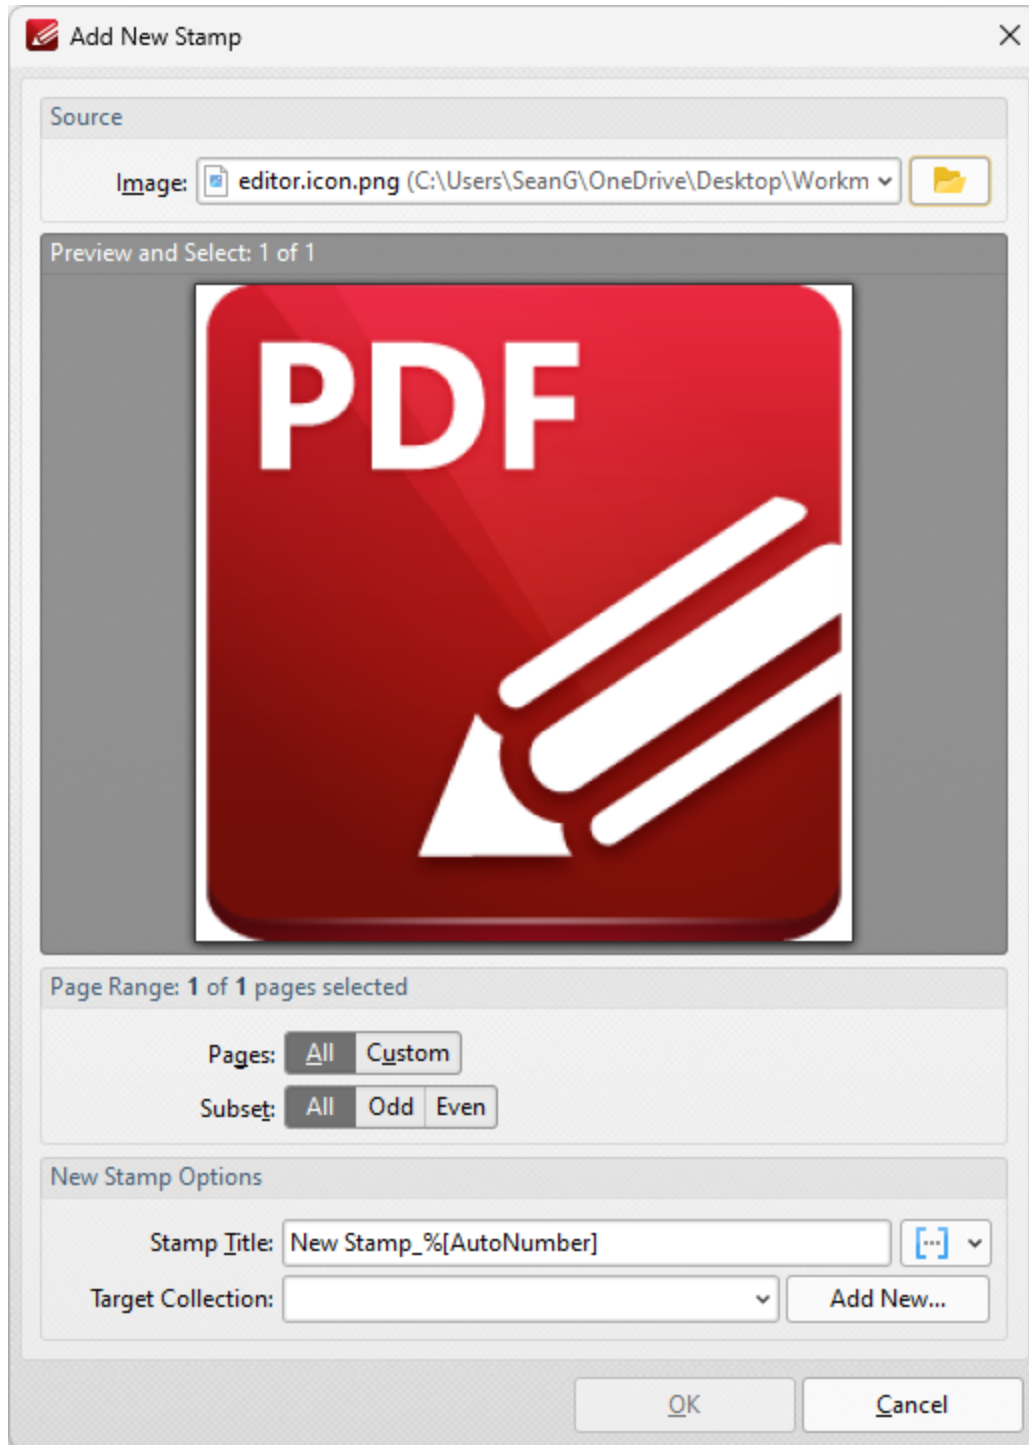 Add New Stamp
Source
Image: editor.icon.png (C:\Users\SeanG\OneDrive\Desktop\Workm
Preview and Select: 1 of 1
PDF
Page Range: 1 of 1 pages selected
Pages: All Custom
Subset: All Odd Even
New Stamp Options
Stamp Title: New Stamp_%[AutoNumber]
Target Collection: Add New...
OK Cancel